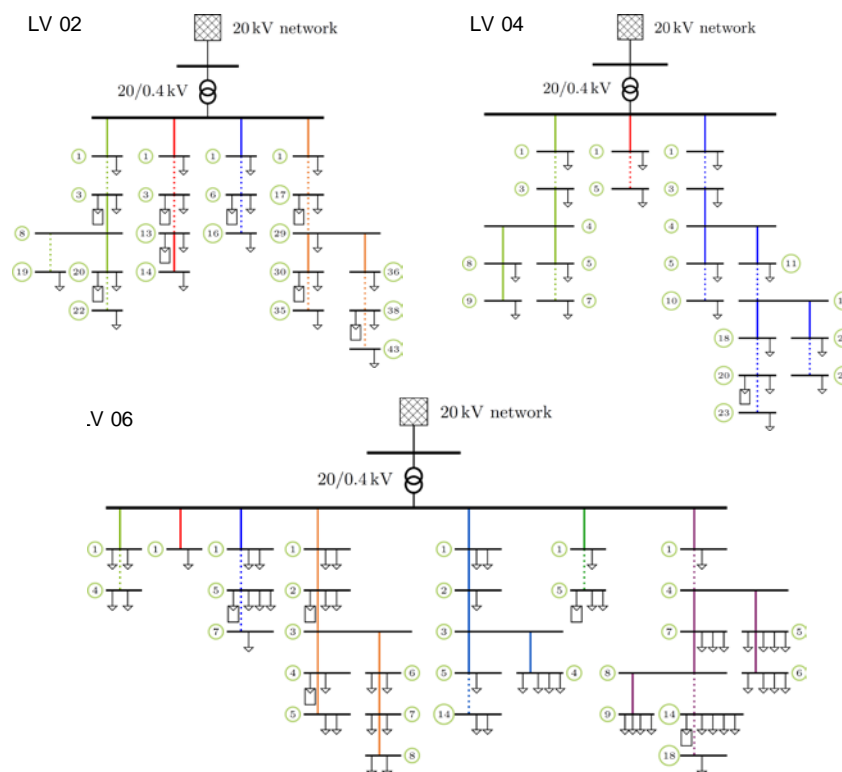 LV 02
20 kV network
20/0.4 kV
1 1 1 1
3 3 6 17
8 13 16 29
19 20 14 30 36
22 35 38
43
LV 04
20 kV network
20/0.4 kV
1 1 1
3 5 3
4 4
8 5 5 11
9 7 10
18
20
23
V 06
20 kV network
20/0.4 kV
1 1 1 1 1 1 1
4 5 2 2 5 4
7 3 3 7 5
4 6 5 4 8 6
5 7 14 9 14
8 18